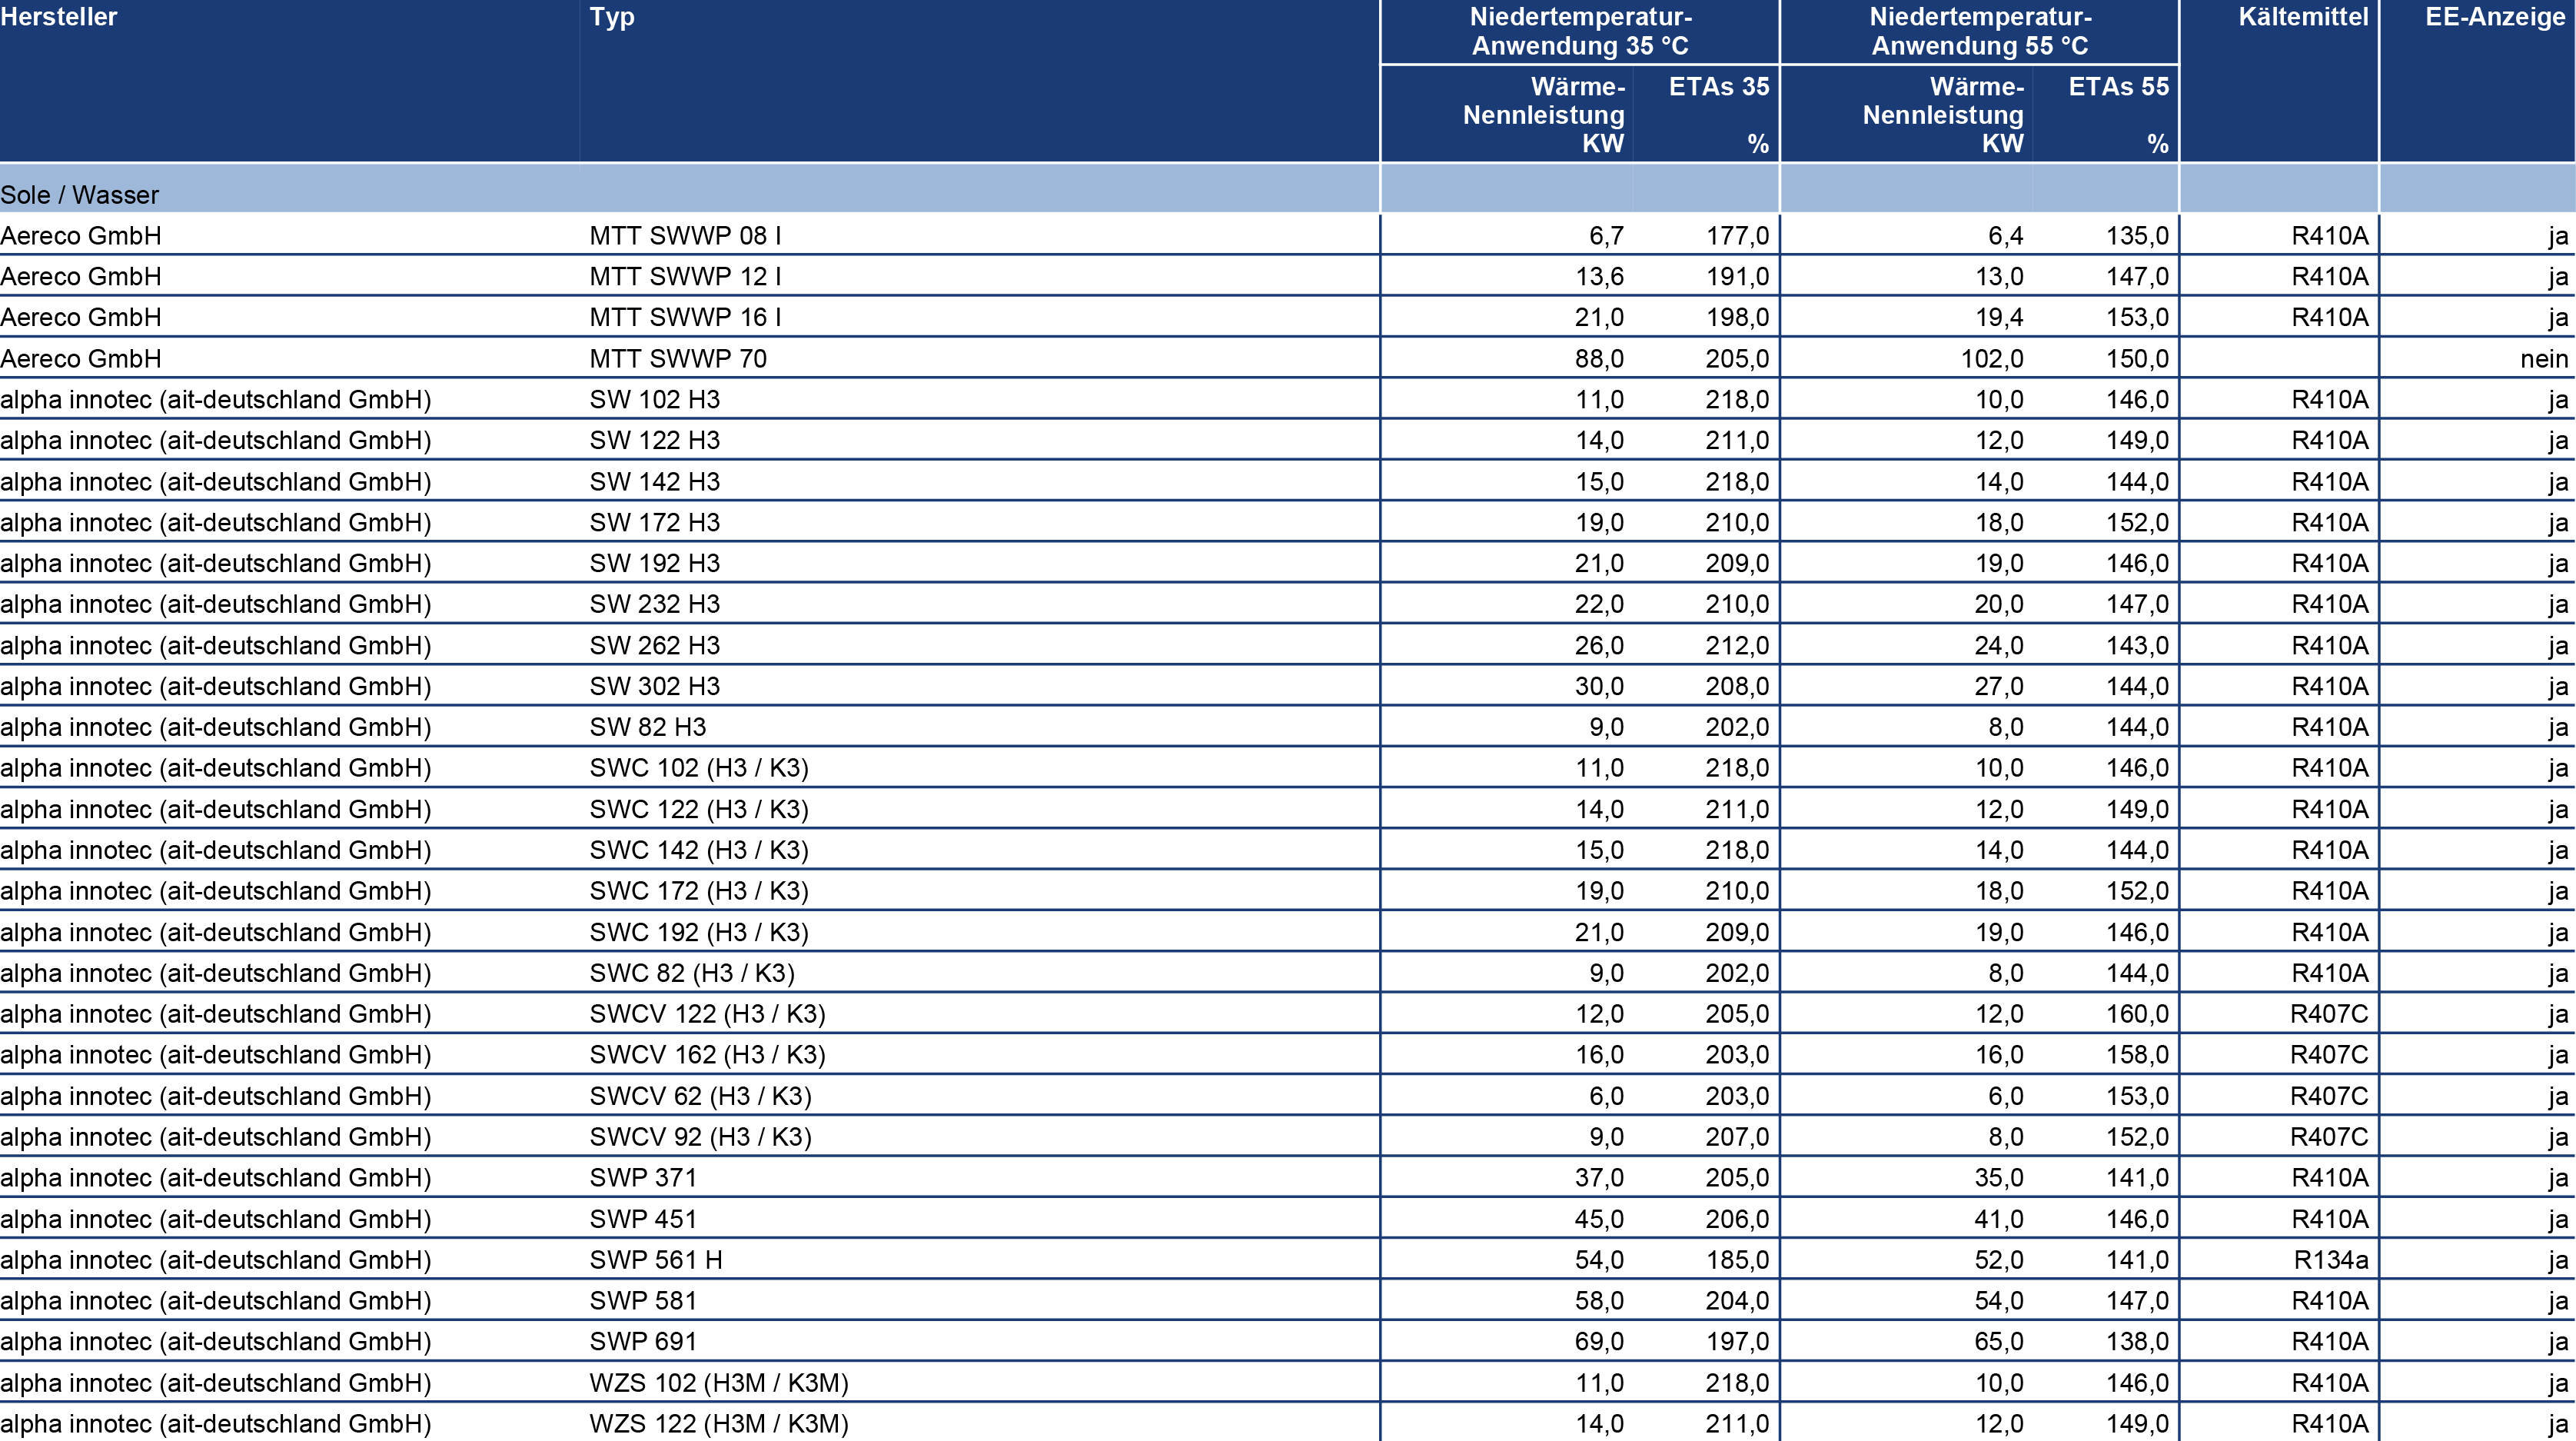 Hersteller Typ Niedertemperatur- Niedertemperatur- Kältemittel EE-Anzeige
Anwendung 35 °C Anwendung 55 °C
Wärme- ETAs 35 Wärme- ETAs 55
Nennleistung Nennleistung
KW % KW %
Sole / Wasser
Aereco GmbH MTT SWWP 08 I 6,7 177,0 6,4 135,0 R410A ja
Aereco GmbH MTT SWWP 12 I 13,6 191,0 13,0 147,0 R410A ja
Aereco GmbH MTT SWWP 16 I 21,0 198,0 19,4 153,0 R410A ja
Aereco GmbH MTT SWWP 70 88,0 205,0 102,0 150,0 nein
alpha innotec (ait-deutschland GmbH) SW 102 H3 11,0 218,0 10,0 146,0 R410A ja
alpha innotec (ait-deutschland GmbH) SW 122 H3 14,0 211,0 12,0 149,0 R410A ja
alpha innotec (ait-deutschland GmbH) SW 142 H3 15,0 218,0 14,0 144,0 R410A ja
alpha innotec (ait-deutschland GmbH) SW 172 H3 19,0 210,0 18,0 152,0 R410A ja
alpha innotec (ait-deutschland GmbH) SW 192 H3 21,0 209,0 19,0 146,0 R410A ja
alpha innotec (ait-deutschland GmbH) SW 232 H3 22,0 210,0 20,0 147,0 R410A ja
alpha innotec (ait-deutschland GmbH) SW 262 H3 26,0 212,0 24,0 143,0 R410A ja
alpha innotec (ait-deutschland GmbH) SW 302 H3 30,0 208,0 27,0 144,0 R410A ja
alpha innotec (ait-deutschland GmbH) SW 82 H3 9,0 202,0 8,0 144,0 R410A ja
alpha innotec (ait-deutschland GmbH) SWC 102 (H3 / K3) 11,0 218,0 10,0 146,0 R410A ja
alpha innotec (ait-deutschland GmbH) SWC 122 (H3 / K3) 14,0 211,0 12,0 149,0 R410A ja
alpha innotec (ait-deutschland GmbH) SWC 142 (H3 / K3) 15,0 218,0 14,0 144,0 R410A ja
alpha innotec (ait-deutschland GmbH) SWC 172 (H3 / K3) 19,0 210,0 18,0 152,0 R410A ja
alpha innotec (ait-deutschland GmbH) SWC 192 (H3 / K3) 21,0 209,0 19,0 146,0 R410A ja
alpha innotec (ait-deutschland GmbH) SWC 82 (H3 / K3) 9,0 202,0 8,0 144,0 R410A ja
alpha innotec (ait-deutschland GmbH) SWCV 122 (H3 / K3) 12,0 205,0 12,0 160,0 R407C ja
alpha innotec (ait-deutschland GmbH) SWCV 162 (H3 / K3) 16,0 203,0 16,0 158,0 R407C ja
alpha innotec (ait-deutschland GmbH) SWCV 62 (H3 / K3) 6,0 203,0 6,0 153,0 R407C ja
alpha innotec (ait-deutschland GmbH) SWCV 92 (H3 / K3) 9,0 207,0 8,0 152,0 R407C ja
alpha innotec (ait-deutschland GmbH) SWP 371 37,0 205,0 35,0 141,0 R410A ja
alpha innotec (ait-deutschland GmbH) SWP 451 45,0 206,0 41,0 146,0 R410A ja
alpha innotec (ait-deutschland GmbH) SWP 561 H 54,0 185,0 52,0 141,0 R134a ja
alpha innotec (ait-deutschland GmbH) SWP 581 58,0 204,0 54,0 147,0 R410A ja
alpha innotec (ait-deutschland GmbH) SWP 691 69,0 197,0 65,0 138,0 R410A ja
alpha innotec (ait-deutschland GmbH) WZS 102 (H3M / K3M) 11,0 218,0 10,0 146,0 R410A ja
alpha innotec (ait-deutschland GmbH) WZS 122 (H3M / K3M) 14,0 211,0 12,0 149,0 R410A ja